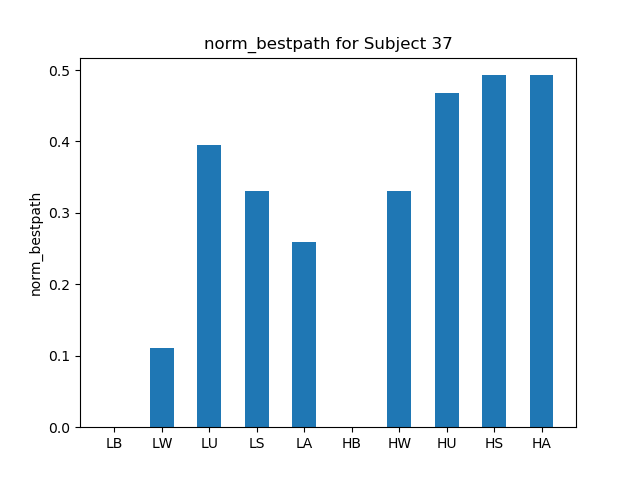 norm_bestpath for Subject 37
norm_bestpath
0.5
0.4
0.3
0.2
0.1
0.0
LB LW LU LS LA HB HW HU HS HA